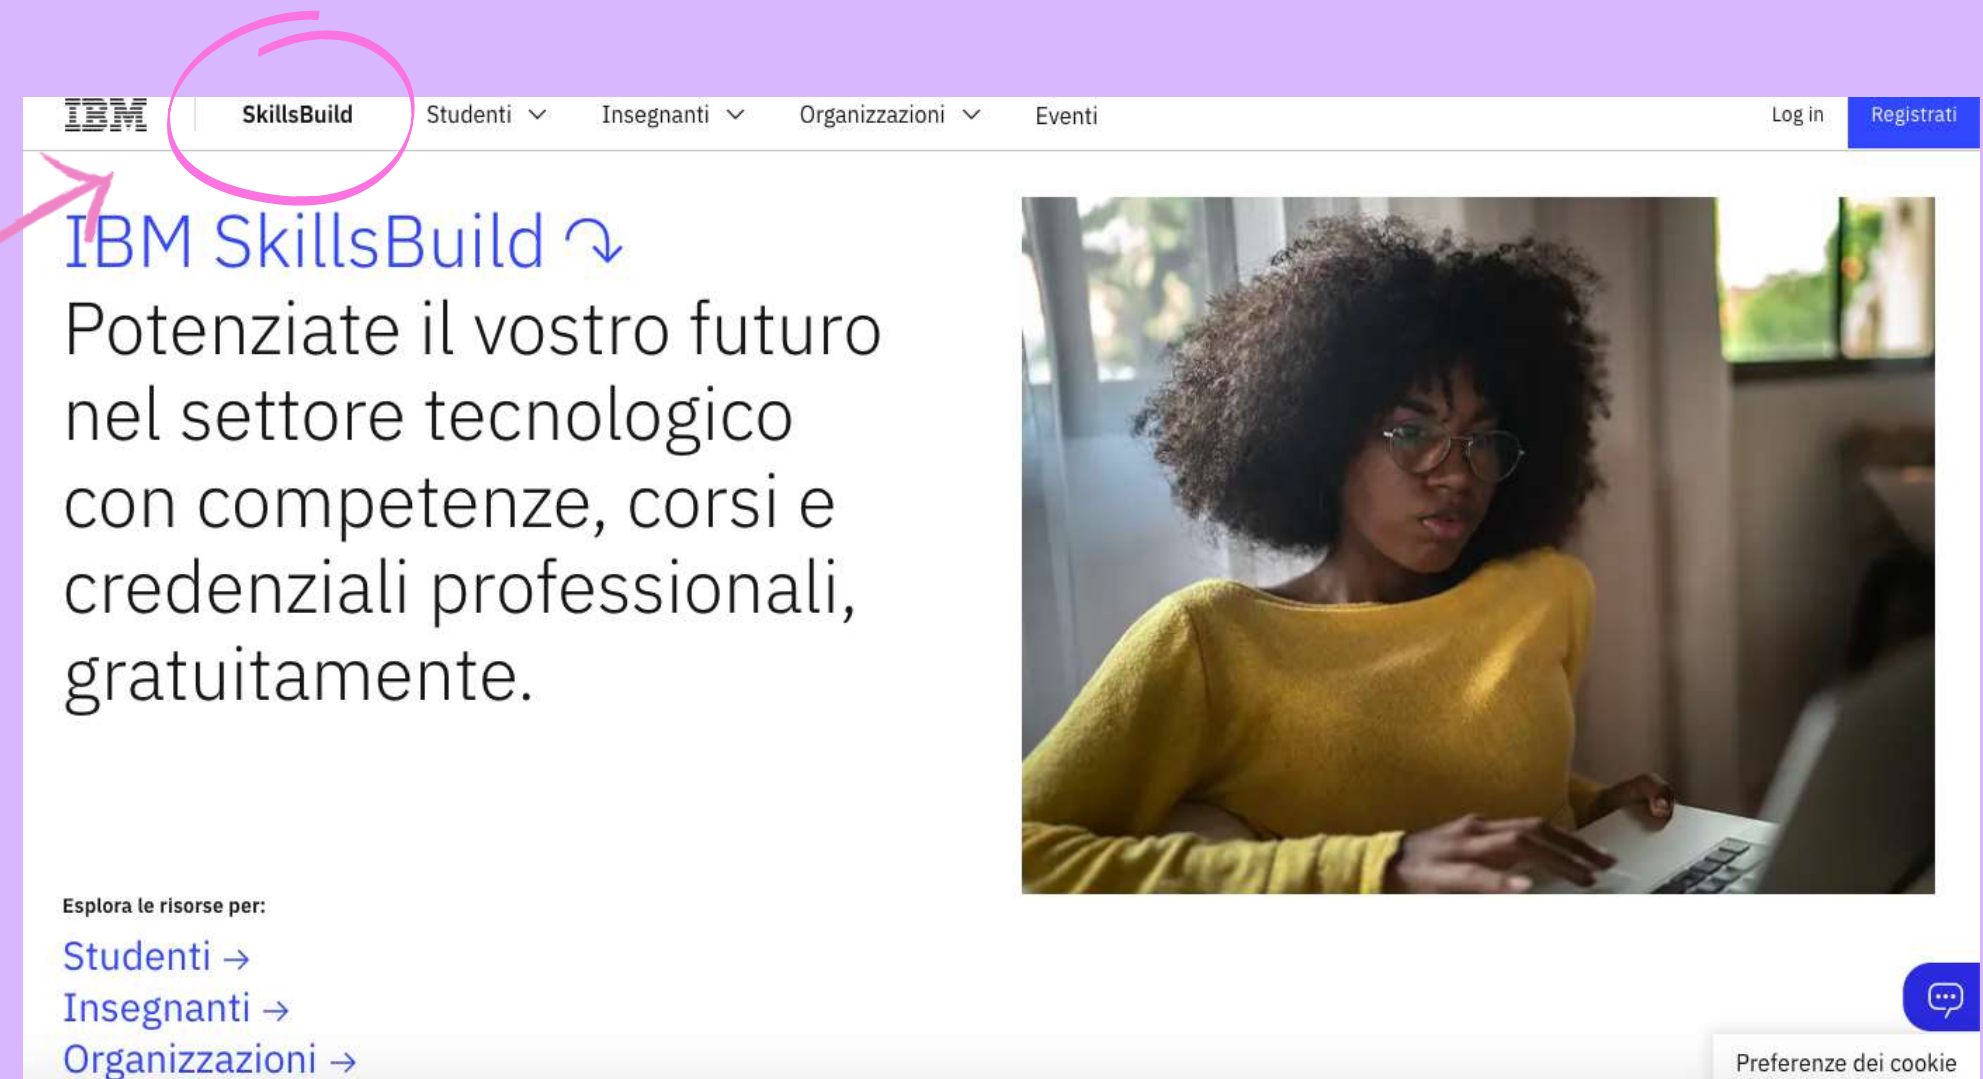 IBM
SkillsBuild
Studenti
Insegnanti
Organizzazioni
Eventi
Log in
Registrati
IBM SkillsBuild
Potenziate il vostro futuro
nel settore tecnologico
con competenze, corsi e
credenziali professionali,
gratuitamente.
Esplora le risorse per:
Studenti →
Insegnanti →
Organizzazioni →
Preferenze dei cookie